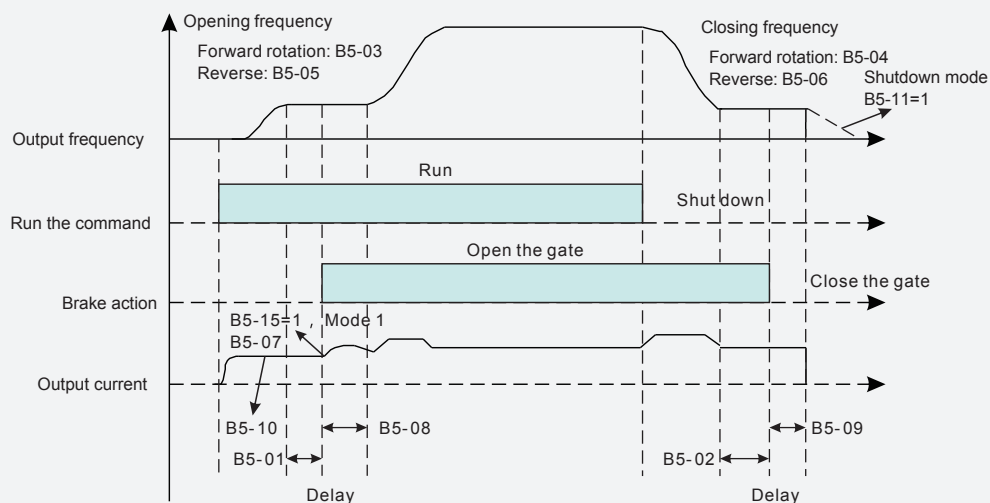 Opening frequency
Forward rotation: B5-03
Reverse: B5-05
Closing frequency
Forward rotation: B5-04
Reverse: B5-06
Shutdown mode
B5-11=1
Output frequency
Run
Shut down
Run the command
Open the gate
Close the gate
Brake action
B5-15=1 , Mode 1
B5-07
Output current
B5-10
B5-08
B5-09
B5-01
B5-02
Delay
Delay